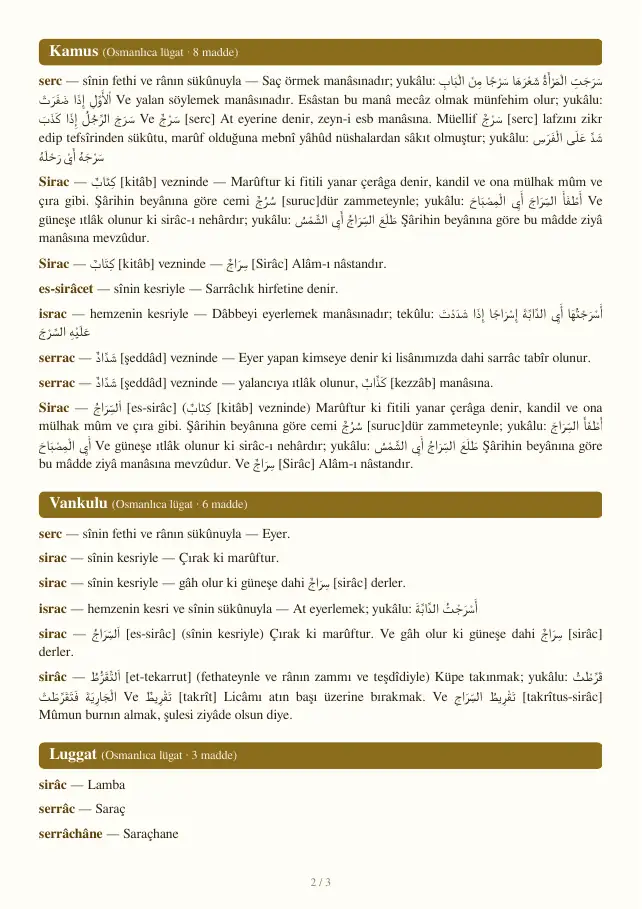 Kamus (Osmanlıca lügat · 8 madde)
serc — sînin fethi ve rânın sükûnuyla — Saç örmek manâsınadır; yukâlu: سَرَجَتِ الْمَرْأَةُ شَعْرَهَا سَرْجًا مِنَ الْبَابِ
اَلْأَوَّلِ إِذَا ضَفَرَتْ Ve yalan söylemek manâsınadır. Esâstan bu manâ mecâz olmak münfehim olur; yukâlu:
سَرَجَ الرَّجُلُ إِذَا كَذَبَ Ve سَرْجٌ [serc] At eyerine denir, zeyn-i esb manâsına. Müellif سَرْجٌ [serc] lafzını zikr
edip tefsîrinden sükûtu, marûf olduğuna mebnî yâhûd nüshalardan sâkıt olmuştur; yukâlu: شَدَّ عَلَى الْفَرَسِ
سَرْجَهُ أَيْ رَحْلَهُ
Sirac — كِتَابٌ [kitâb] vezninde — Marûftur ki fitili yanar çerâga denir, kandil ve ona mülhak mûm ve
çıra gibi. Şârihin beyânına göre cemi سُرُجٌ [suruc]dür zammeteynle; yukâlu: أَطْفَأَ السِّرَاجَ أَيِ الْمِصْبَاحَ Ve
güneşe ıtlâk olunur ki sirâc-ı nehârdır; yukâlu: طَلَعَ السِّرَاجُ أَيِ الشَّمْسُ Şârihin beyânına göre bu mâdde ziyâ
manâsına mevzûdur.
Sirac — كِتَابٌ [kitâb] vezninde — سِرَاجٌ [Sirâc] Alâm-ı nâstandır.
es-sirâcet — sînin kesriyle — Sarrâclık hirfetine denir.
israc — hemzenin kesriyle — Dâbbeyi eyerlemek manâsınadır; tekûlu: أَسْرَجْتُهَا أَيِ الدَّابَّةَ إِسْرَاجًا إِذَا شَدَدْتَ
عَلَيْهِ السَّرْجَ
serrac — شَدَّادٌ [şeddâd] vezninde — Eyer yapan kimseye denir ki lisânımızda dahi sarrâc tabîr olunur.
serrac — شَدَّادٌ [şeddâd] vezninde — yalancıya ıtlâk olunur, كَذَّابٌ [kezzâb] manâsına.
Sirac — اَلسِّرَاجُ [es-sirâc] (كِتَابٌ [kitâb] vezninde) Marûftur ki fitili yanar çerâga denir, kandil ve ona
mülhak mûm ve çıra gibi. Şârihin beyânına göre cemi سُرُجٌ [suruc]dür zammeteynle; yukâlu: أَطْفَأَ السِّرَاجَ
أَيِ الْمِصْبَاحَ Ve güneşe ıtlâk olunur ki sirâc-ı nehârdır; yukâlu: طَلَعَ السِّرَاجُ أَيِ الشَّمْسُ Şârihin beyânına göre
bu mâdde ziyâ manâsına mevzûdur. Ve سِرَاجٌ [Sirâc] Alâm-ı nâstandır.
Vankulu (Osmanlıca lügat · 6 madde)
serc — sînin fethi ve rânın sükûnuyla — Eyer.
sirac — sînin kesriyle — Çırak ki marûftur.
sirac — sînin kesriyle — gâh olur ki güneşe dahi سِرَاجٌ [sirâc] derler.
israc — hemzenin kesri ve sînin sükûnuyla — At eyerlemek; yukâlu: أَسْرَجْتُ الدَّابَّةَ
sirac — اَلسِّرَاجُ [es-sirâc] (sînin kesriyle) Çırak ki marûftur. Ve gâh olur ki güneşe dahi سِرَاجٌ [sirâc]
derler.
sirâc — اَلتَّقَرُّطُ [et-tekarrut] (fethateynle ve rânın zammı ve teşdîdiyle) Küpe takınmak; yukâlu: قَرَّطْتُ
الْجَارِيَةَ فَتَقَرَّطَتْ Ve تَقْرِيطٌ [takrît] Licâmı atın başı üzerine bırakmak. Ve تَقْرِيطُ السِّرَاجِ [takrîtus-sirâc]
Mûmun burnın almak, şulesi ziyâde olsun diye.
Luggat (Osmanlıca lügat · 3 madde)
sirâc — Lamba
serrâc — Saraç
serrâchâne — Saraçhane
2 / 3